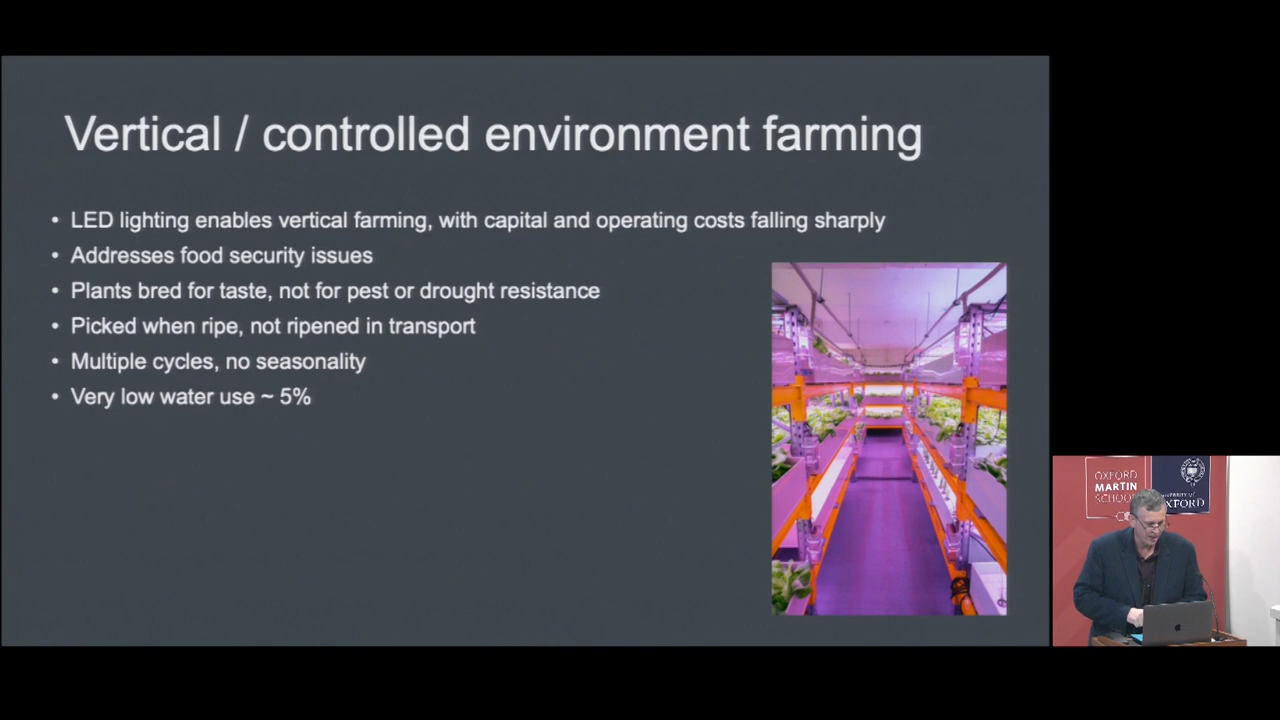 Vertical / controlled environment farming
• LED lighting enables vertical farming, with capital and operating costs falling sharply
• Addresses food security issues
• Plants bred for taste, not for pest or drought resistance
• Picked when ripe, not ripened in transport
• Multiple cycles, no seasonality
• Very low water use ~ 5%
OXFORD
MARTIN
SCHOOL
UNIVERSITY OF
OXFORD